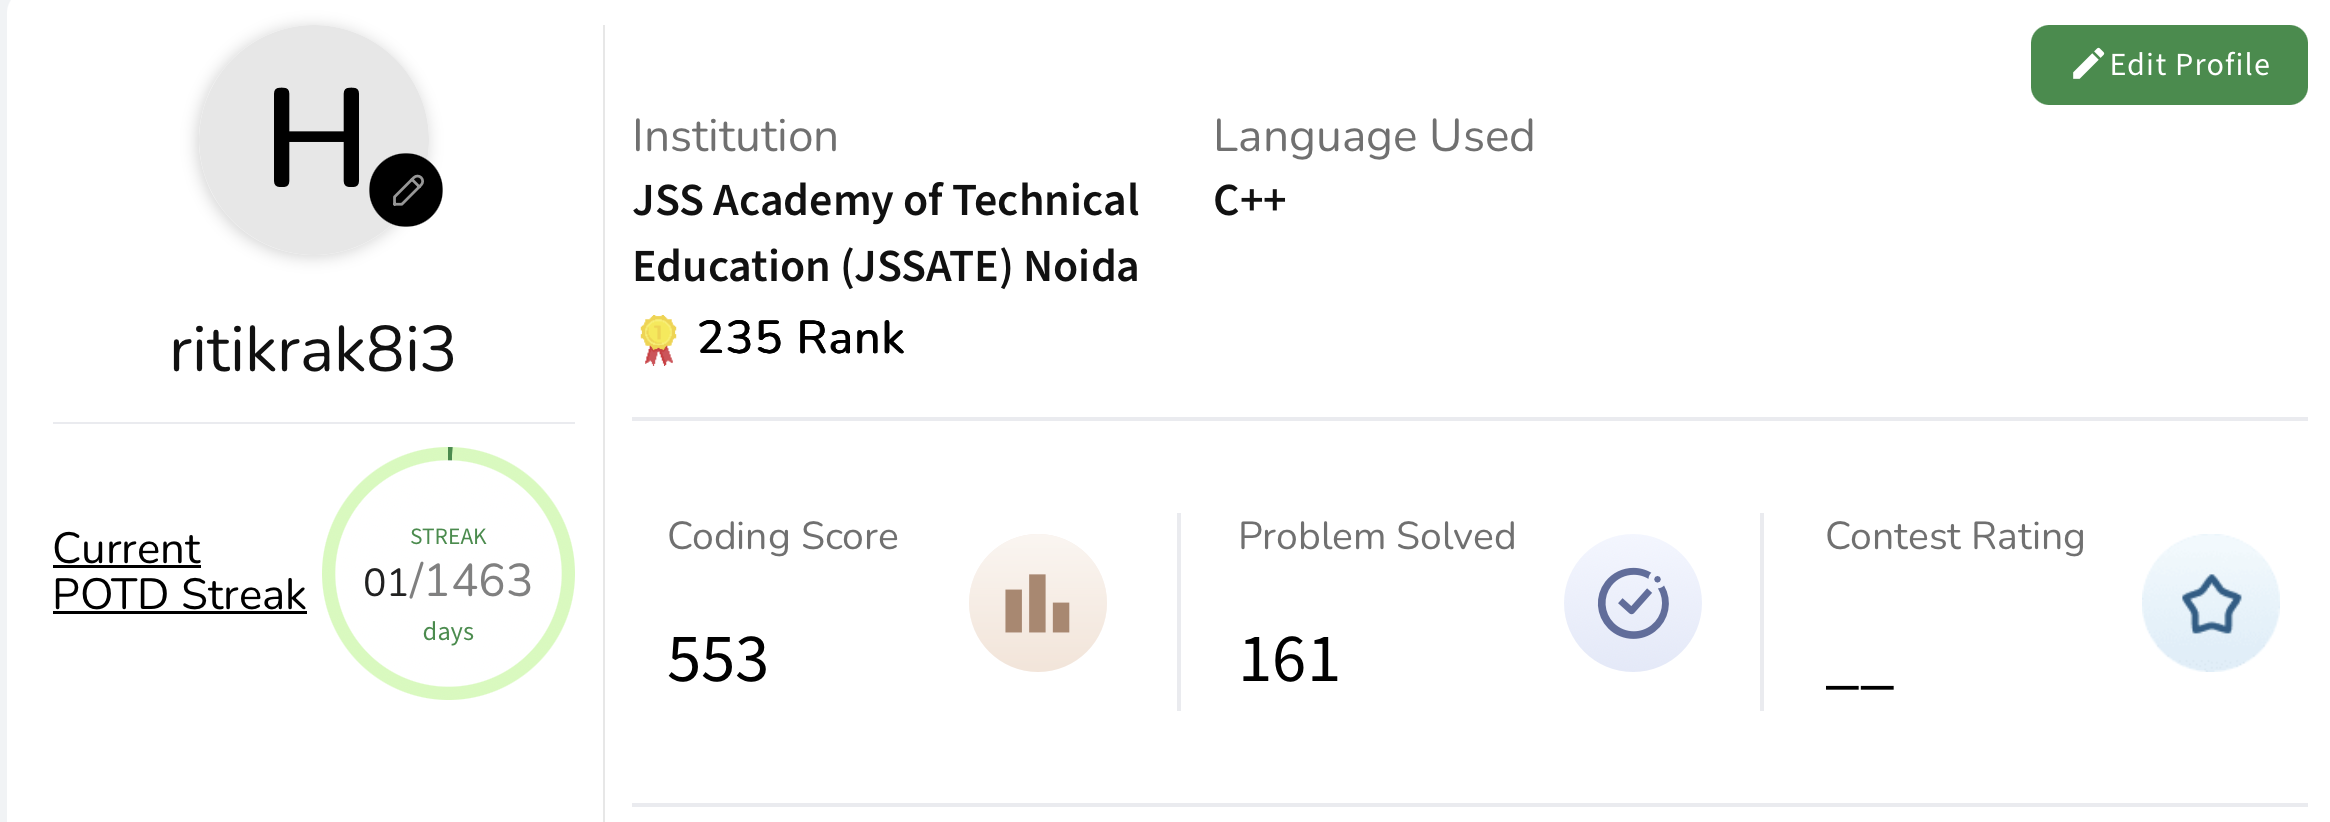 H
ritikrak8i3
Current
POTD Streak
STREAK
01/1463
days
Edit Profile
Institution
JSS Academy of Technical
Education (JSSATE) Noida
1
235 Rank
Language Used
C++
Coding Score
553
Problem Solved
161
Contest Rating
__